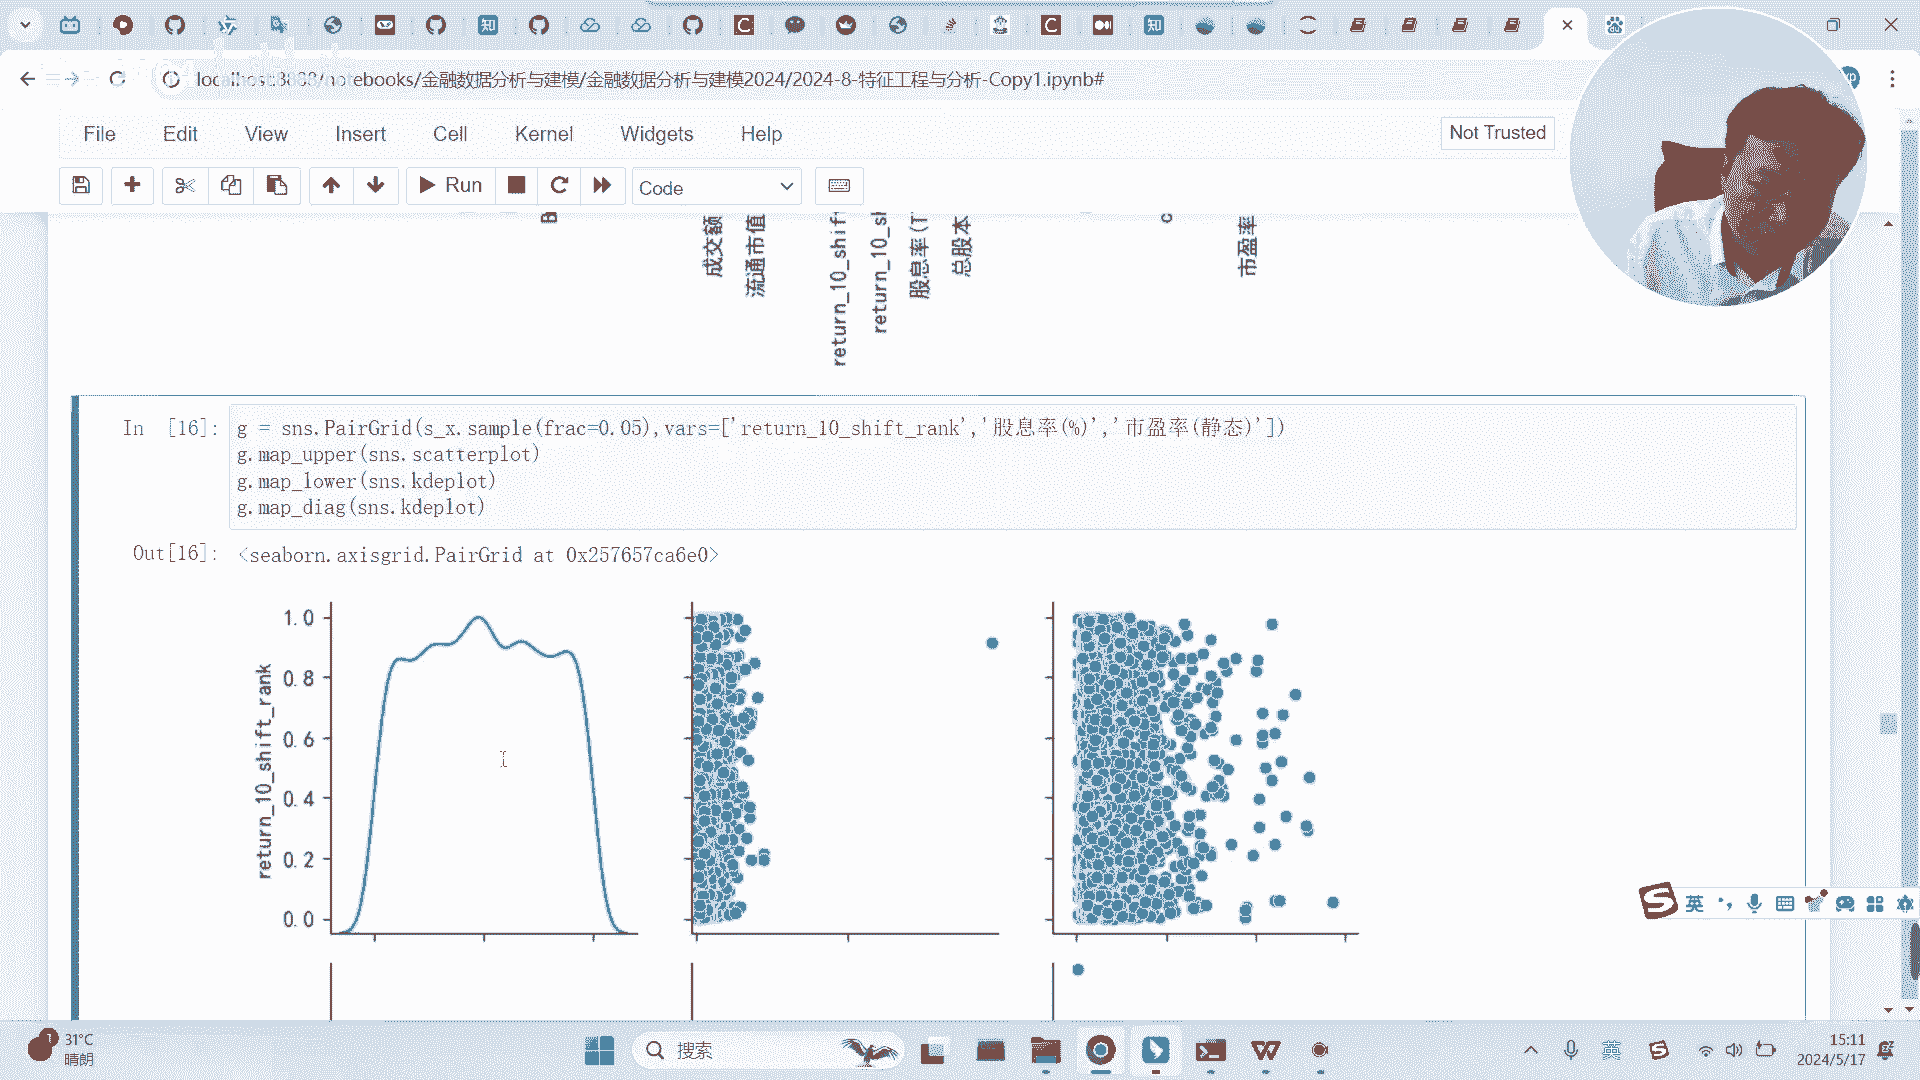 localhost:8888/notebooks/金融数据分析与建模/金融数据分析与建模2024/2024-8-特征工程与分析-Copy1.ipynb#
File Edit View Insert Cell Kernel Widgets Help
Not Trusted
Run
Code
成交额
流通市值
return_10_shif
return_10_sh
股息率(T
总股本
市盈率
In [16]: g = sns.PairGrid(s_x.sample(frac=0.05),vars=['return_10_shift_rank','股息率(%)','市盈率(静态)'])
g.map_upper(sns.scatterplot)
g.map_lower(sns.kdeplot)
g.map_diag(sns.kdeplot)
Out[16]: <seaborn.axisgrid.PairGrid at 0x257657ca6e0>
return_10_shift_rank
1.0
0.8
0.6
0.4
0.2
0.0
英
31°C
晴朗
搜索
英
15:11
2024/5/17